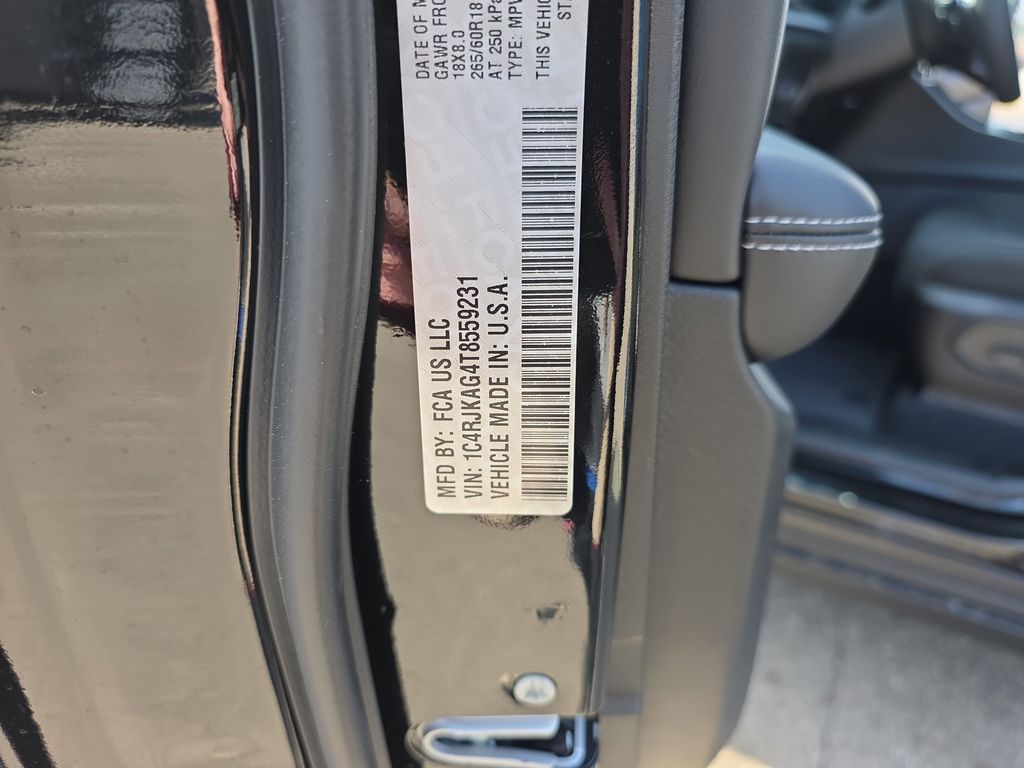 DATE OF M
GAWR FRO
18X8.0
265/60R18
AT 250 kPa
TYPE: MPV
THIS VEHIC
ST
MFD BY: FCA US LLC
VIN: 1C4RJKAG4T8559231
VEHICLE MADE IN: U.S.A.